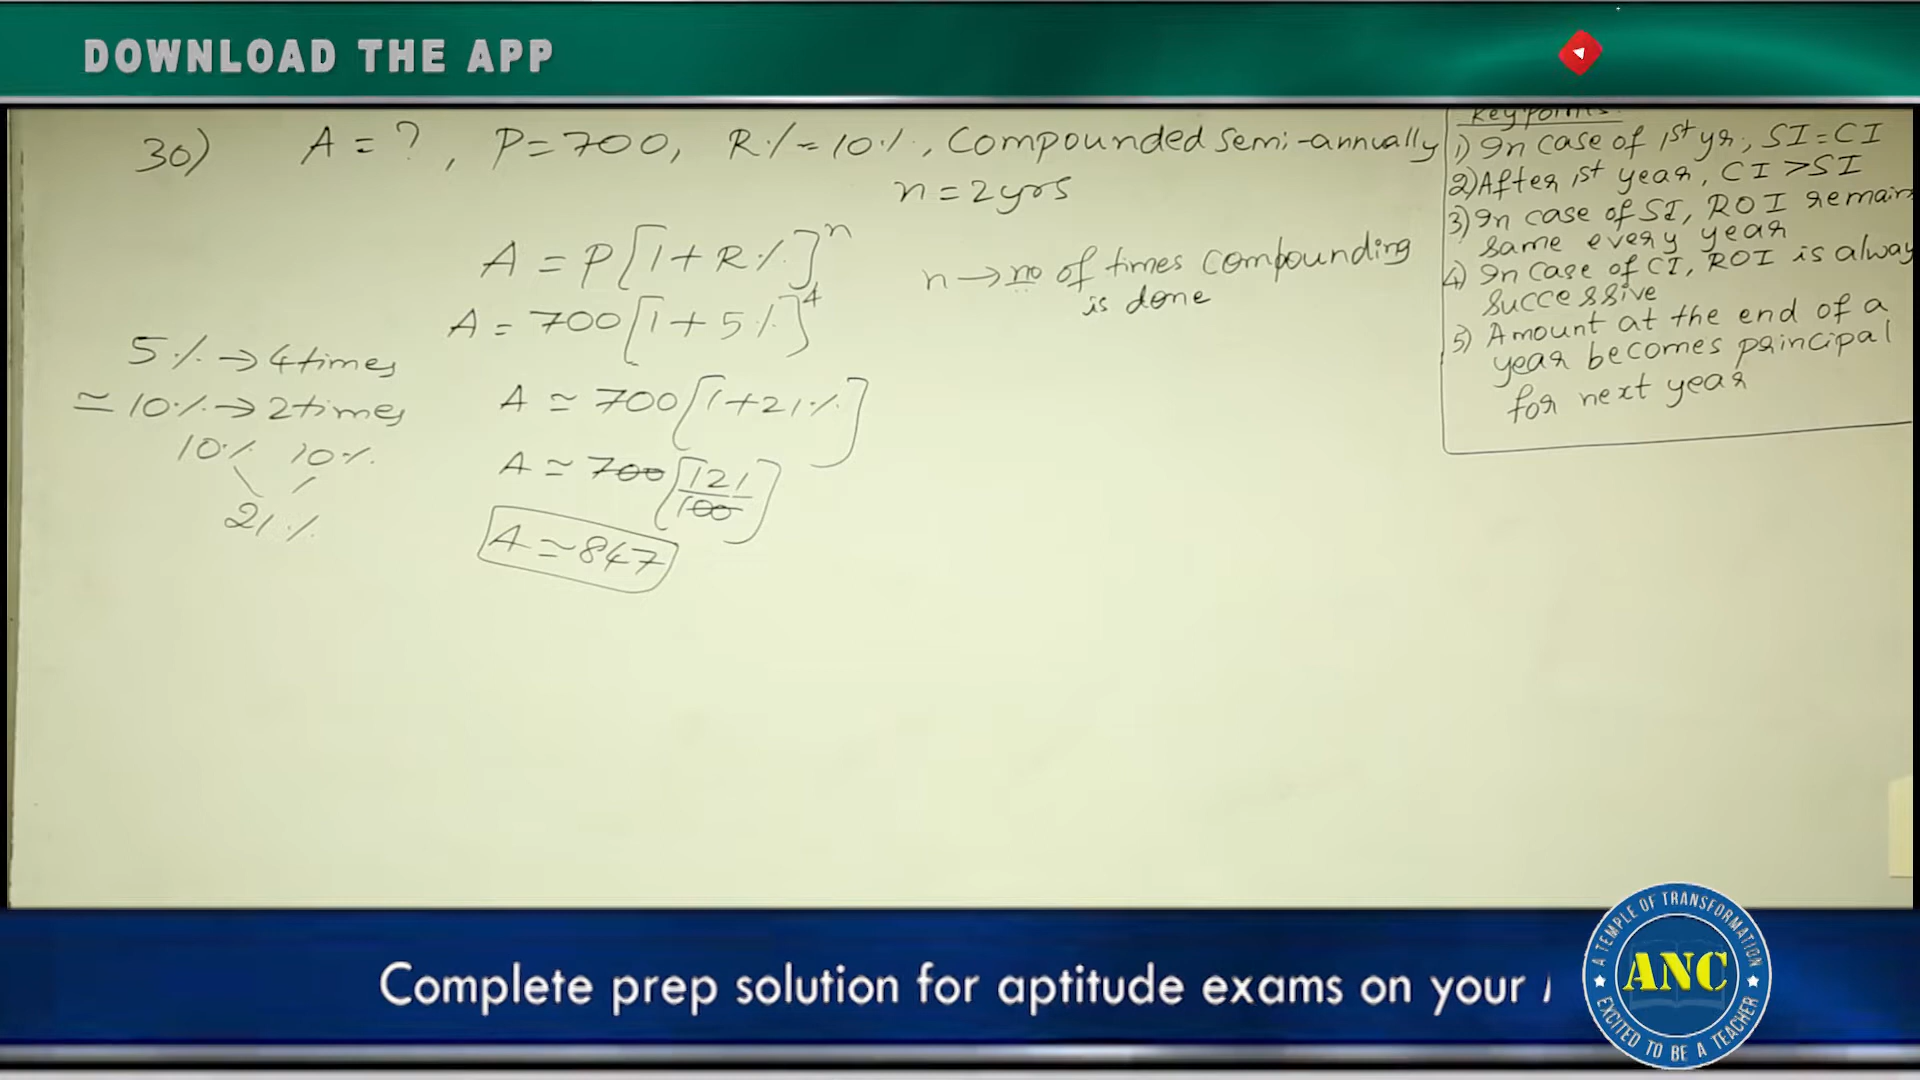 DOWNLOAD THE APP
30) A = ? , P = 700, R% = 10%, Compounded semi-annually
n = 2yrs
A = P[1+R%]^n
n → no of times compounding
is done
A = 700[1+5%]^4
5% → 4times
≃ 10% → 2times
10% 10%
21%
A ≃ 700[1+21%]
A ≃ 700[121/100]
A ≃ 847
Key points:
1) In case of 1st yr, SI=CI
2) After 1st year, CI > SI
3) In case of SI, ROI remain
same every year
4) In case of CI, ROI is alway
successive
5) Amount at the end of a
year becomes principal
for next year
Complete prep solution for aptitude exams on your
A TEMPLE OF TRANSFORMATION
ANC
EXCITED TO BE A TEACHER